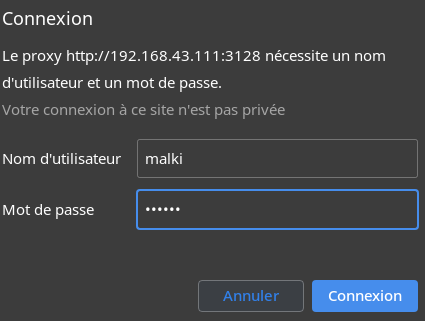 Connexion
Le proxy http://192.168.43.111:3128 nécessite un nom
d'utilisateur et un mot de passe.
Votre connexion à ce site n'est pas privée
Nom d'utilisateur malki
Mot de passe ••••••
Annuler Connexion